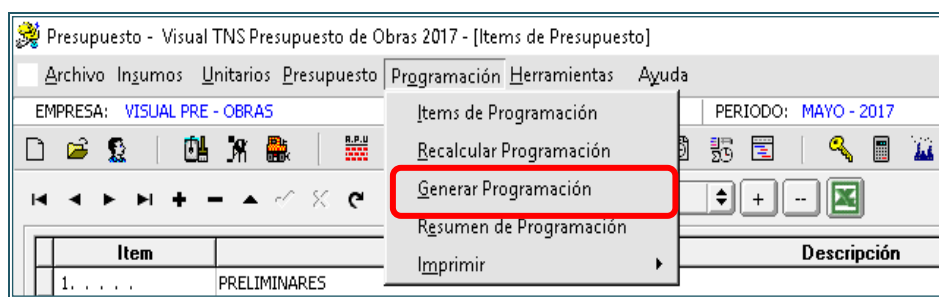 Presupuesto - Visual TNS Presupuesto de Obras 2017 - [Items de Presupuesto]
Archivo Insumos Unitarios Presupuesto Programación Herramientas Ayuda
EMPRESA: VISUAL PRE - OBRAS PERIODO: MAYO - 2017
Items de Programación
A.P.U
Recalcular Programación
Generar Programación
Resumen de Programación
Imprimir
Item Descripción
1. . . . . PRELIMINARES